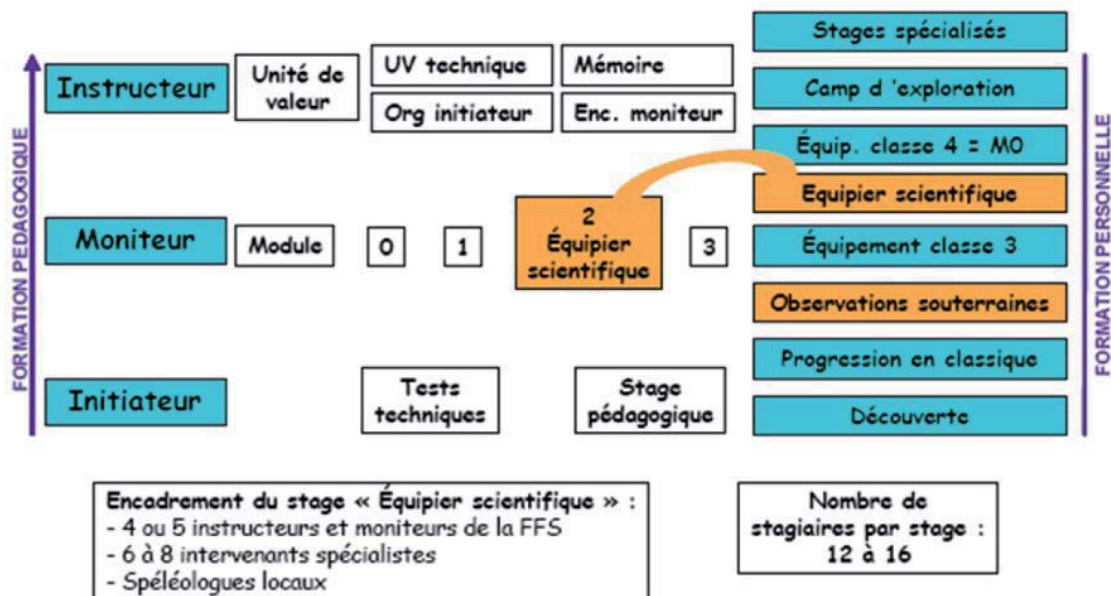 FORMATION PEDAGOGIQUE
Instructeur
Unité de
valeur
UV technique
Mémoire
Org initiateur
Enc. moniteur
Moniteur
Module
0
1
2
Équipier
scientifique
3
Initiateur
Tests
techniques
Stage
pédagogique
Stages spécialisés
Camp d 'exploration
Équip. classe 4 = M0
Equipier scientifique
Équipement classe 3
Observations souterraines
Progression en classique
Découverte
FORMATION PERSONNELLE
Encadrement du stage « Équipier scientifique » :
- 4 ou 5 instructeurs et moniteurs de la FFS
- 6 à 8 intervenants spécialistes
- Spéléologues locaux
Nombre de
stagiaires par stage :
12 à 16